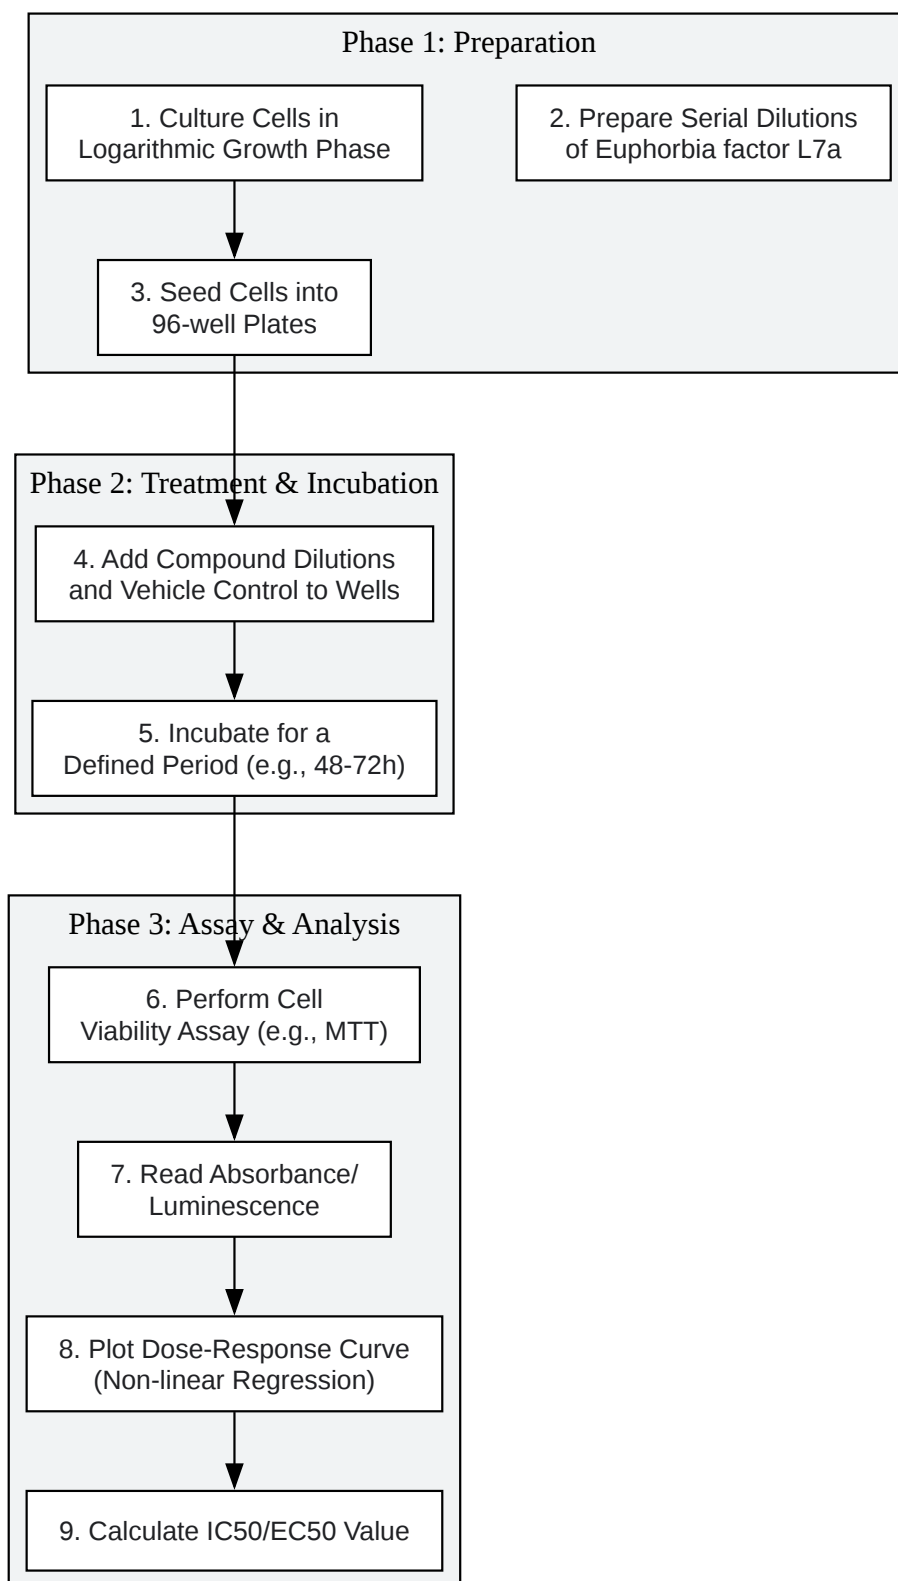 Phase 1: Preparation
1. Culture Cells in
Logarithmic Growth Phase
2. Prepare Serial Dilutions
of Euphorbia factor L7a
3. Seed Cells into
96-well Plates
Phase 2: Treatment & Incubation
4. Add Compound Dilutions
and Vehicle Control to Wells
5. Incubate for a
Defined Period (e.g., 48-72h)
Phase 3: Assay & Analysis
6. Perform Cell
Viability Assay (e.g., MTT)
7. Read Absorbance/
Luminescence
8. Plot Dose-Response Curve
(Non-linear Regression)
9. Calculate IC50/EC50 Value